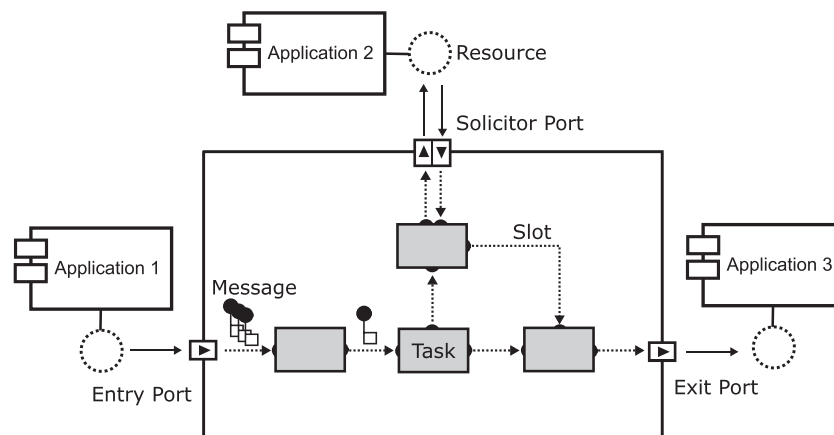 Application 2
Resource
Solicitor Port
Slot
Application 1
Application 3
Message
Task
Entry Port
Exit Port